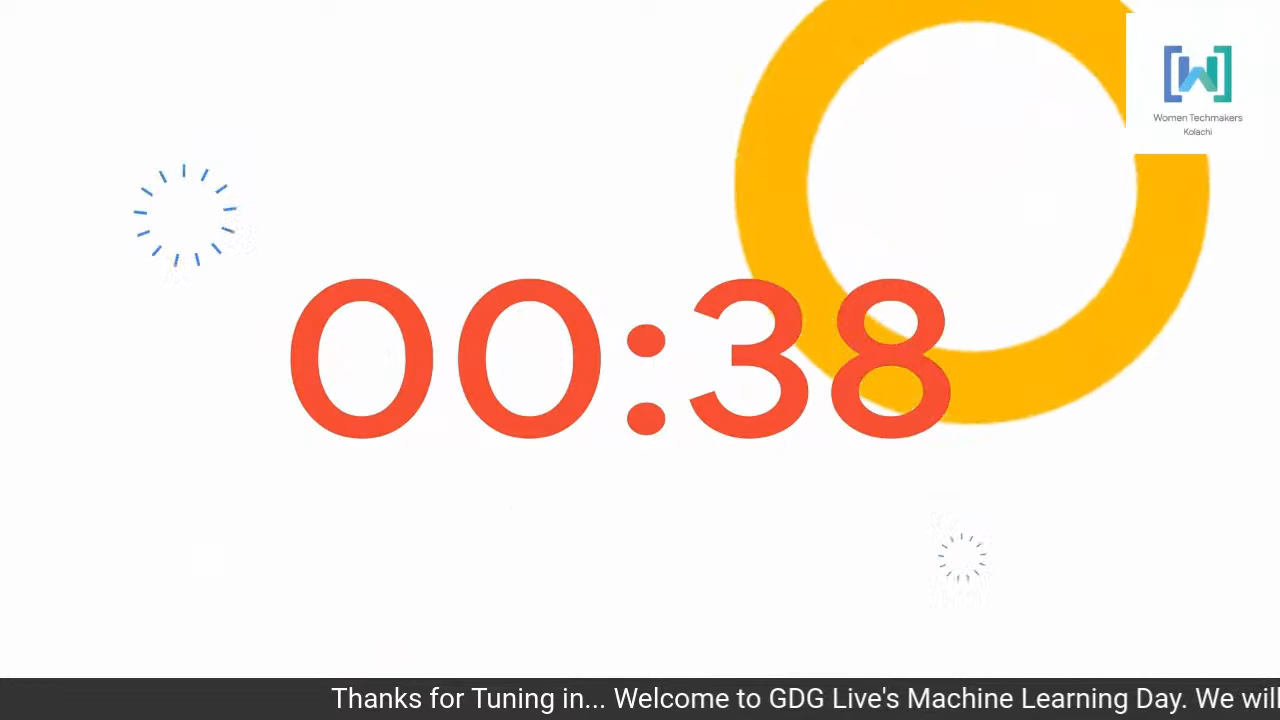 Women Techmakers
Kolachi
00:38
Thanks for Tuning in... Welcome to GDG Live's Machine Learning Day. We will